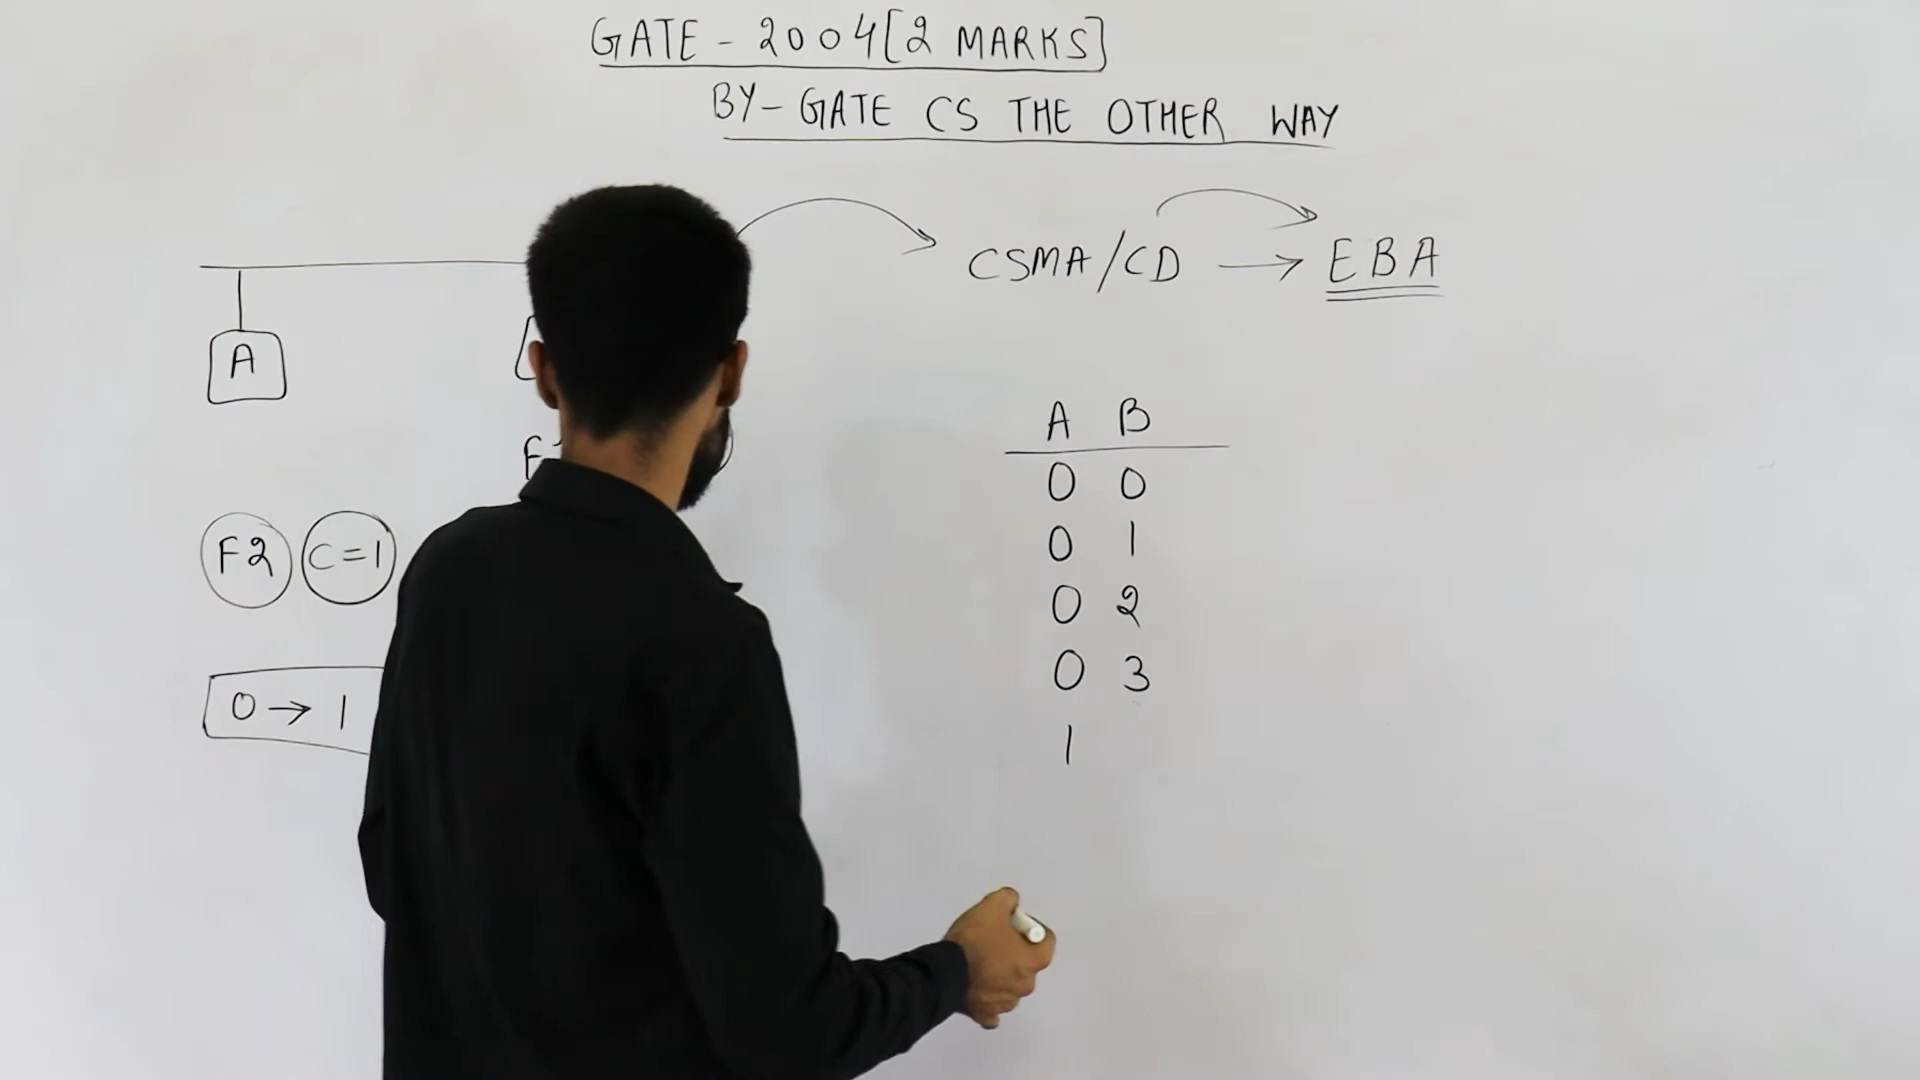 GATE - 2004 [2 MARKS]
BY - GATE CS THE OTHER WAY
CSMA/CD → EBA
A
F2 C=1
0 → 1
A B
0 0
0 1
0 2
0 3
1